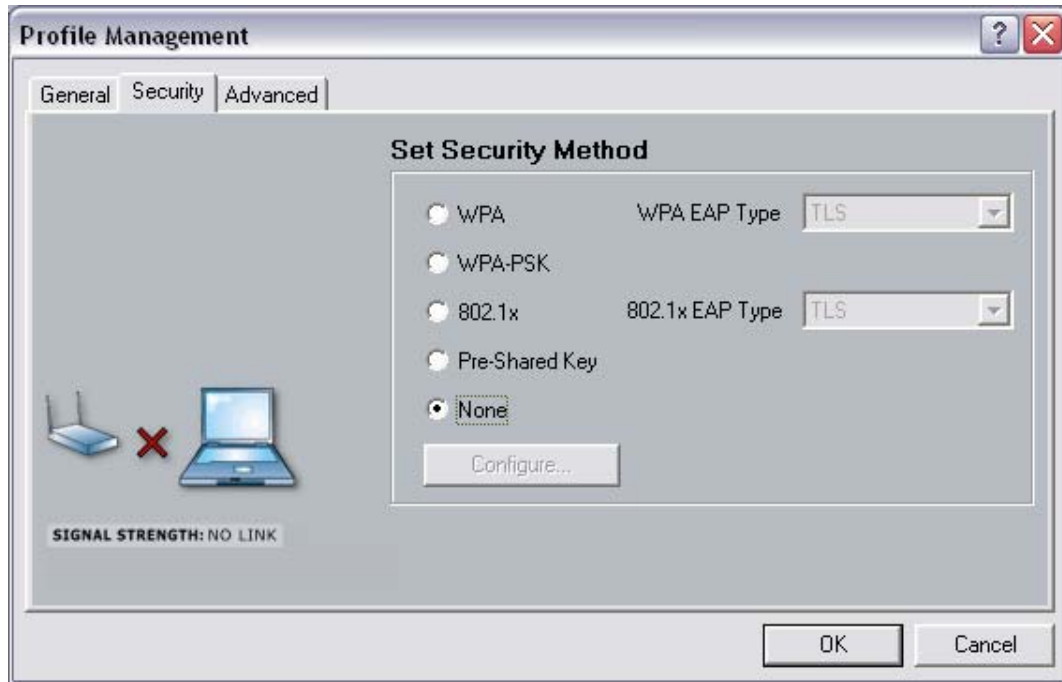 Profile Management
General Security Advanced
Set Security Method
WPA WPA EAP Type TLS
WPA-PSK
802.1x 802.1x EAP Type TLS
Pre-Shared Key
None
Configure...
SIGNAL STRENGTH: NO LINK
OK Cancel